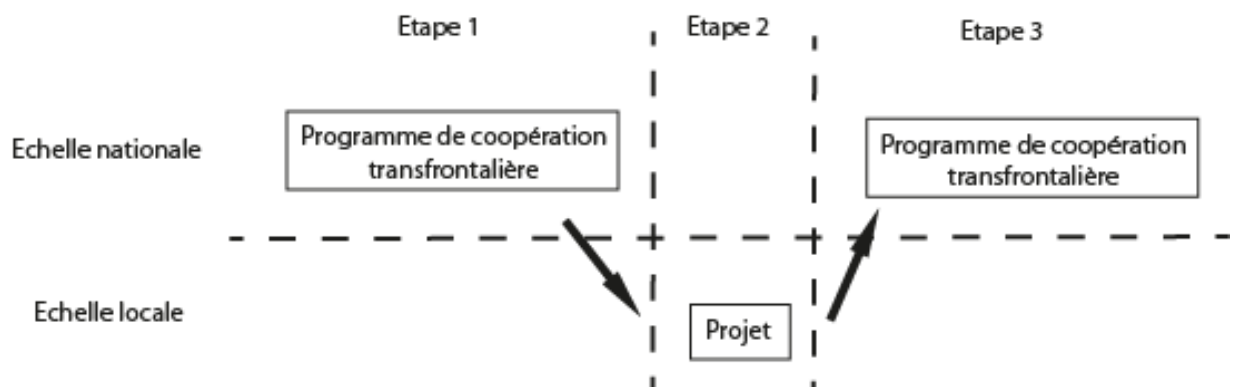 Etape 1
Etape 2
Etape 3
Echelle nationale
Programme de coopération
transfrontalière
Programme de coopération
transfrontalière
Echelle locale
Projet